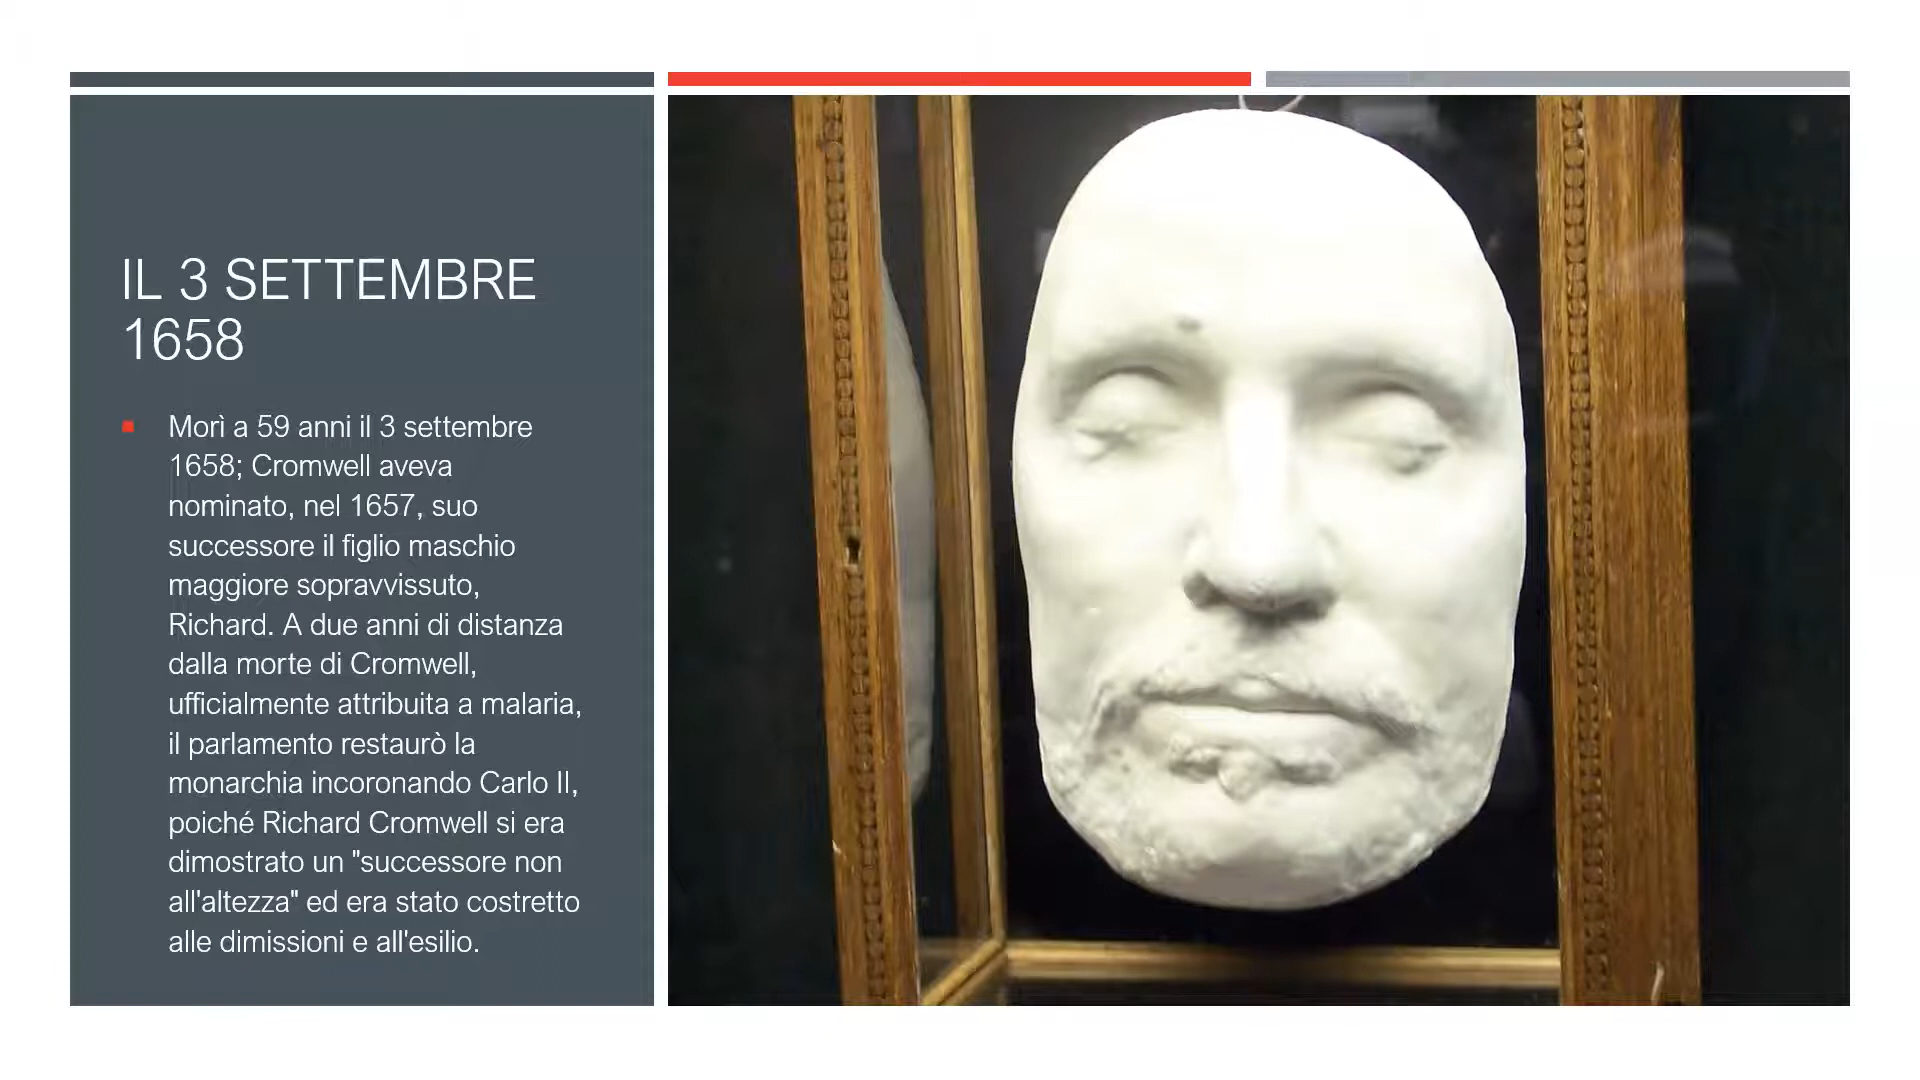 IL 3 SETTEMBRE
1658
Morì a 59 anni il 3 settembre
1658; Cromwell aveva
nominato, nel 1657, suo
successore il figlio maschio
maggiore sopravvissuto,
Richard. A due anni di distanza
dalla morte di Cromwell,
ufficialmente attribuita a malaria,
il parlamento restaurò la
monarchia incoronando Carlo II,
poiché Richard Cromwell si era
dimostrato un "successore non
all'altezza" ed era stato costretto
alle dimissioni e all'esilio.